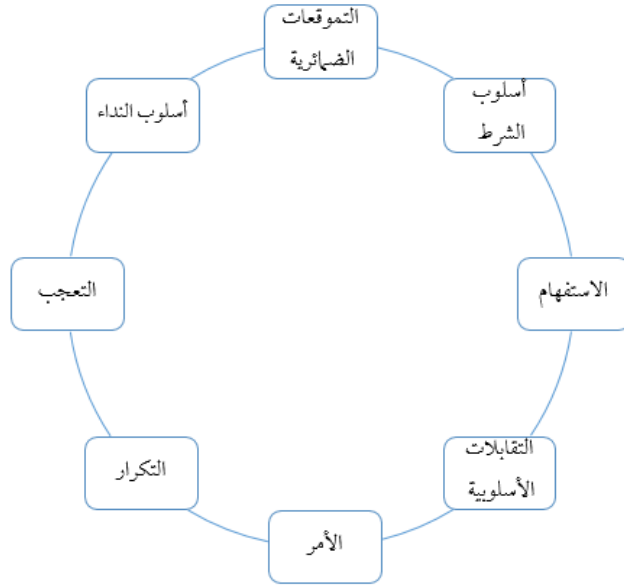 التموقعات
الضمائرية
أسلوب
الشرط
الاستفهام
التقابلات
الأسلوبية
الأمر
التكرار
التعجب
أسلوب النداء